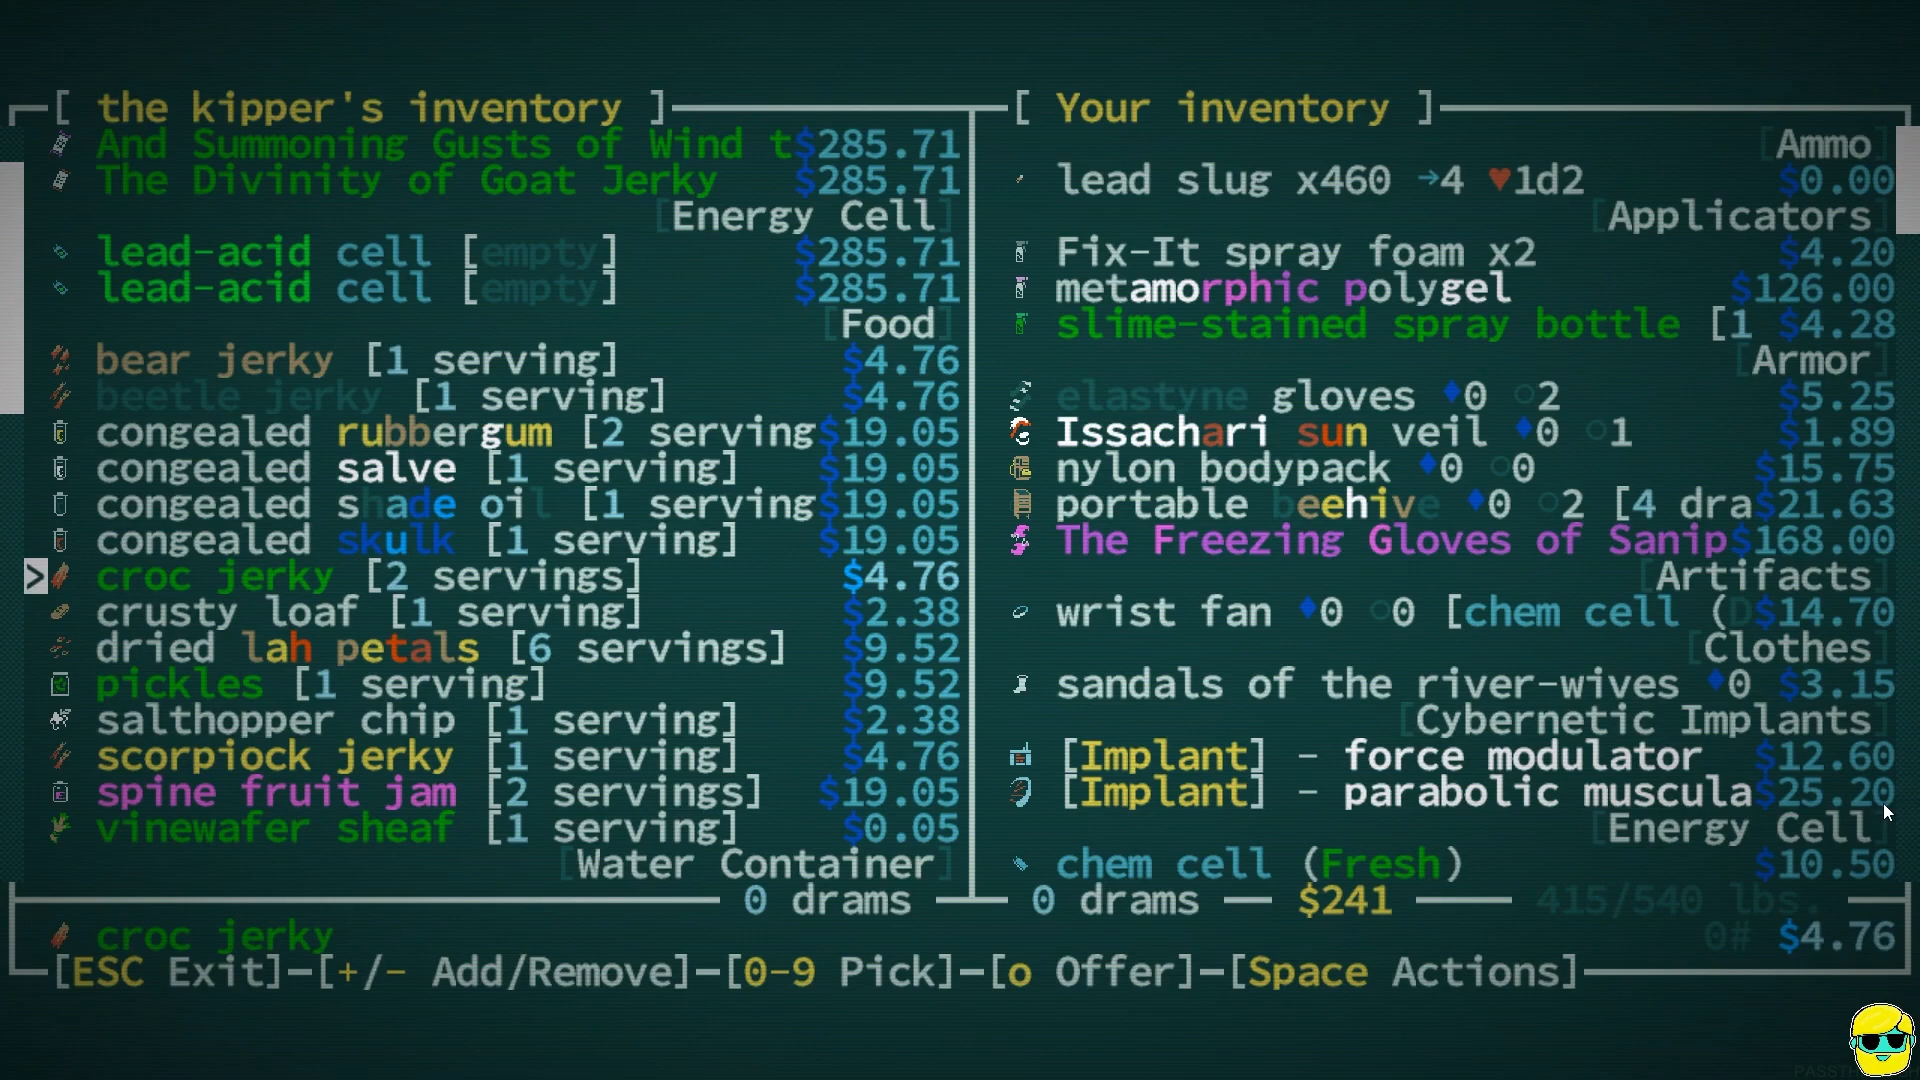 [ the kipper's inventory ]
And Summoning Gusts of Wind t$285.71
The Divinity of Goat Jerky $285.71
[Energy Cell]
lead-acid cell [empty] $285.71
lead-acid cell [empty] $285.71
[Food]
bear jerky [1 serving] $4.76
beetle jerky [1 serving] $4.76
congealed rubbergum [2 serving$19.05
congealed salve [1 serving] $19.05
congealed shade oil [1 serving$19.05
congealed skulk [1 serving] $19.05
> croc jerky [2 servings] $4.76
crusty loaf [1 serving] $2.38
dried lah petals [6 servings] $9.52
pickles [1 serving] $9.52
salthopper chip [1 serving] $2.38
scorpiock jerky [1 serving] $4.76
spine fruit jam [2 servings] $19.05
vinewafer sheaf [1 serving] $0.05
[Water Container]
0 drams
[ Your inventory ]
[Ammo]
lead slug x460 →4 ♥1d2 $0.00
[Applicators]
Fix-It spray foam x2 $4.20
metamorphic polygel $126.00
slime-stained spray bottle [1 $4.28
[Armor]
elastyne gloves ♦0 ○2 $5.25
Issachari sun veil ♦0 ○1 $1.89
nylon bodypack ♦0 ○0 $15.75
portable beehive ♦0 ○2 [4 dra$21.63
The Freezing Gloves of Sanip$168.00
[Artifacts]
wrist fan ♦0 ○0 [chem cell (D$14.70
[Clothes]
sandals of the river-wives ♦0 $3.15
[Cybernetic Implants]
[Implant] - force modulator $12.60
[Implant] - parabolic muscula$25.20
[Energy Cell]
chem cell (Fresh) $10.50
0 drams $241 415/540 lbs.
croc jerky 0# $4.76
[ESC Exit]-[+/- Add/Remove]-[0-9 Pick]-[o Offer]-[Space Actions]